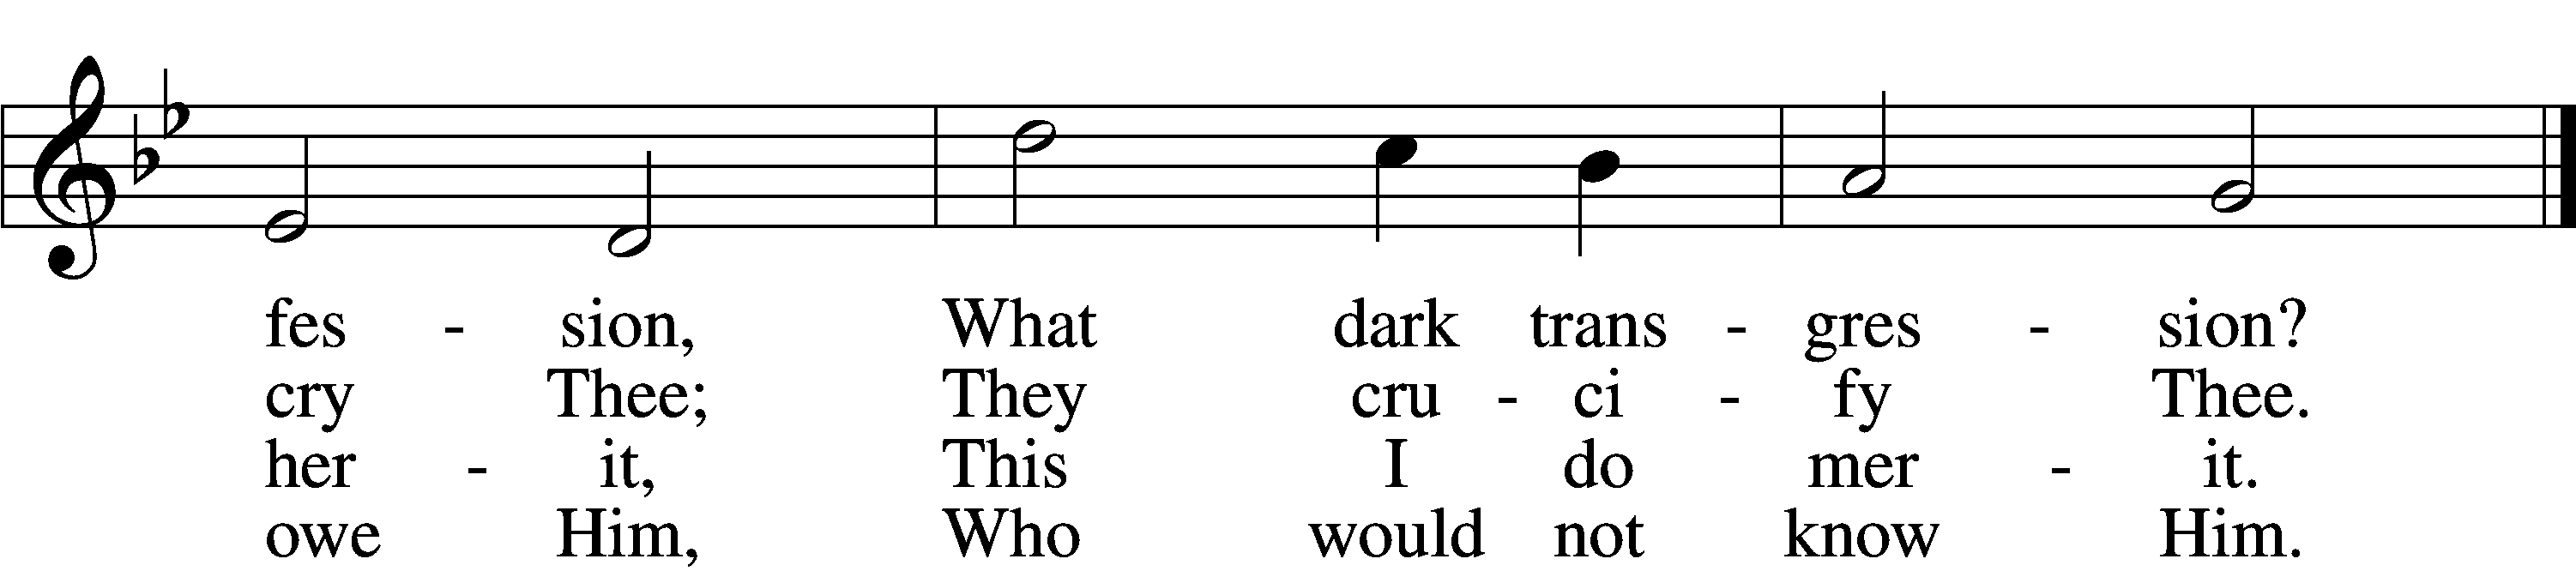 fes - sion, What dark trans - gres - sion?
cry Thee; They cru - ci - fy Thee.
her - it, This I do mer - it.
owe Him, Who would not know Him.